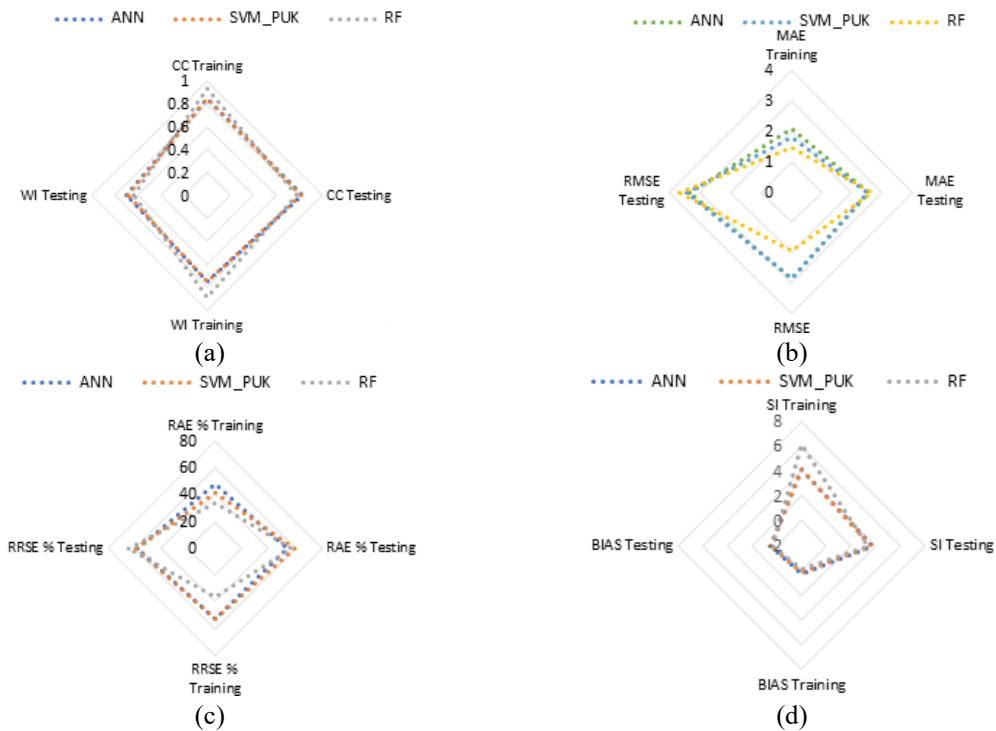 ANN SVM_PUK RF
CC Training
1
0.8
0.6
0.4
0.2
0
WI Testing
CC Testing
WI Training
(a)
ANN SVM_PUK RF
MAE
Training
4
3
2
1
0
RMSE
Testing
MAE
Testing
RMSE
(b)
ANN SVM_PUK RF
RAE % Training
80
60
40
20
0
RRSE % Testing
RAE % Testing
RRSE %
Training
(c)
ANN SVM_PUK RF
SI Training
8
6
4
2
0
-2
BIAS Testing
SI Testing
BIAS Training
(d)